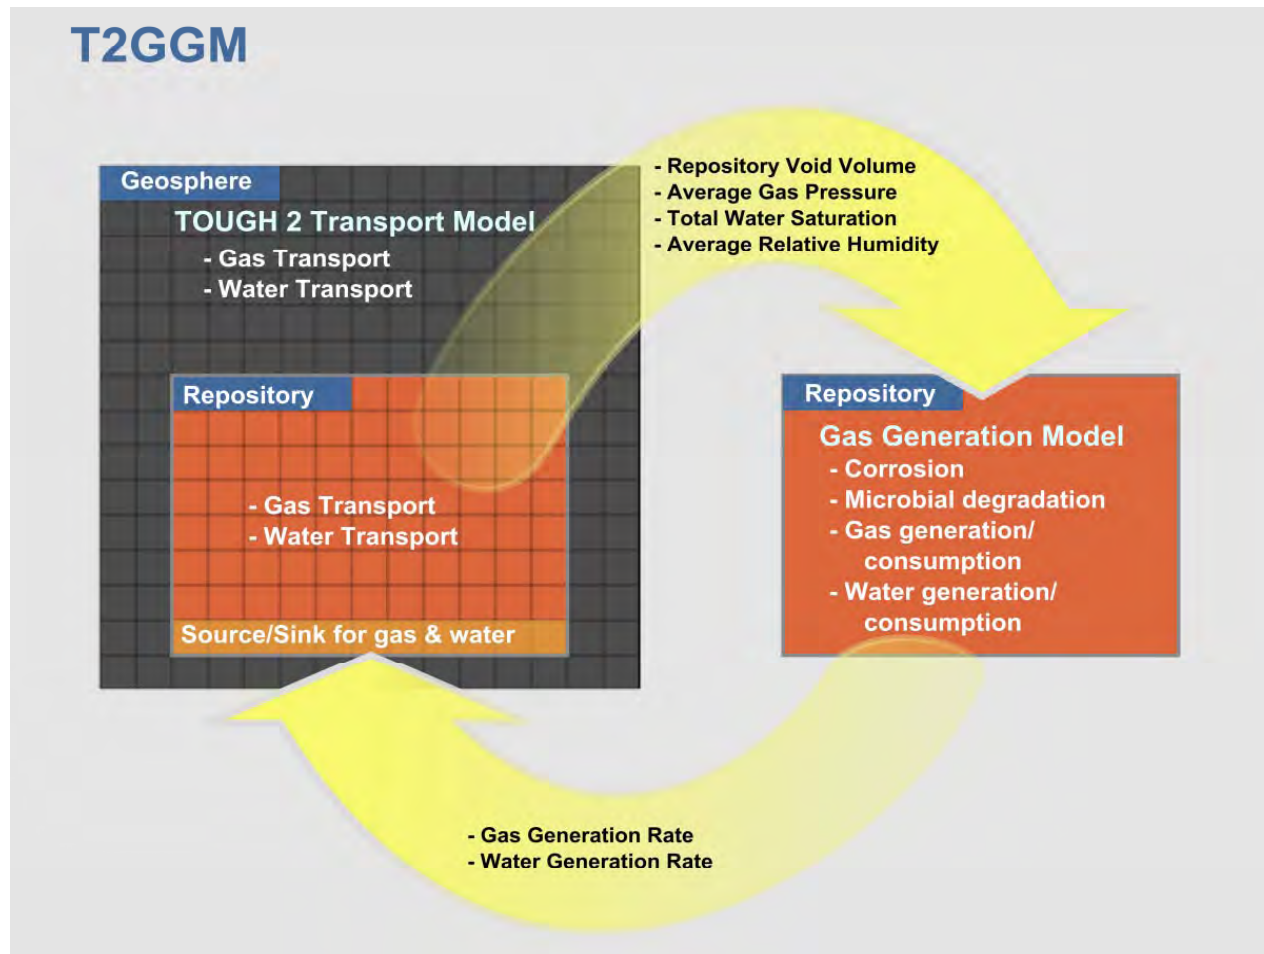 T2GGM
Geosphere
TOUGH 2 Transport Model
- Gas Transport
- Water Transport
Repository
- Gas Transport
- Water Transport
Source/Sink for gas & water
- Repository Void Volume
- Average Gas Pressure
- Total Water Saturation
- Average Relative Humidity
Repository
Gas Generation Model
- Corrosion
- Microbial degradation
- Gas generation/
consumption
- Water generation/
consumption
- Gas Generation Rate
- Water Generation Rate